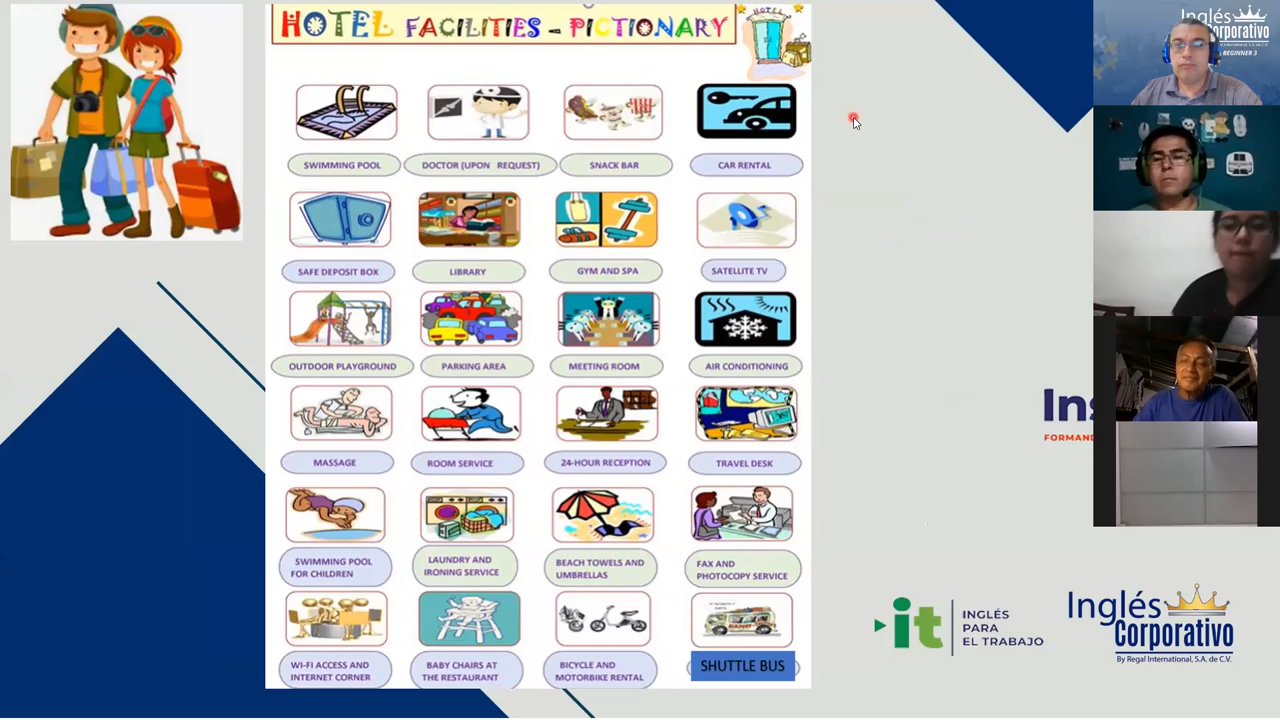 HOTEL FACILITIES - PICTIONARY
HOTEL
SWIMMING POOL
DOCTOR (UPON REQUEST)
SNACK BAR
CAR RENTAL
SAFE DEPOSIT BOX
LIBRARY
GYM AND SPA
SATELLITE TV
OUTDOOR PLAYGROUND
PARKING AREA
MEETING ROOM
AIR CONDITIONING
MASSAGE
ROOM SERVICE
24-HOUR RECEPTION
TRAVEL DESK
SWIMMING POOL
FOR CHILDREN
LAUNDRY AND
IRONING SERVICE
BEACH TOWELS AND
UMBRELLAS
FAX AND
PHOTOCOPY SERVICE
WI-FI ACCESS AND
INTERNET CORNER
BABY CHAIRS AT
THE RESTAURANT
BICYCLE AND
MOTORBIKE RENTAL
SHUTTLE BUS
Inglés
orporativo
BEGINNER 3
Ins
FORMAND
it
INGLÉS
PARA
EL TRABAJO
Inglés
Corporativo
By Regal International, S.A. de C.V.